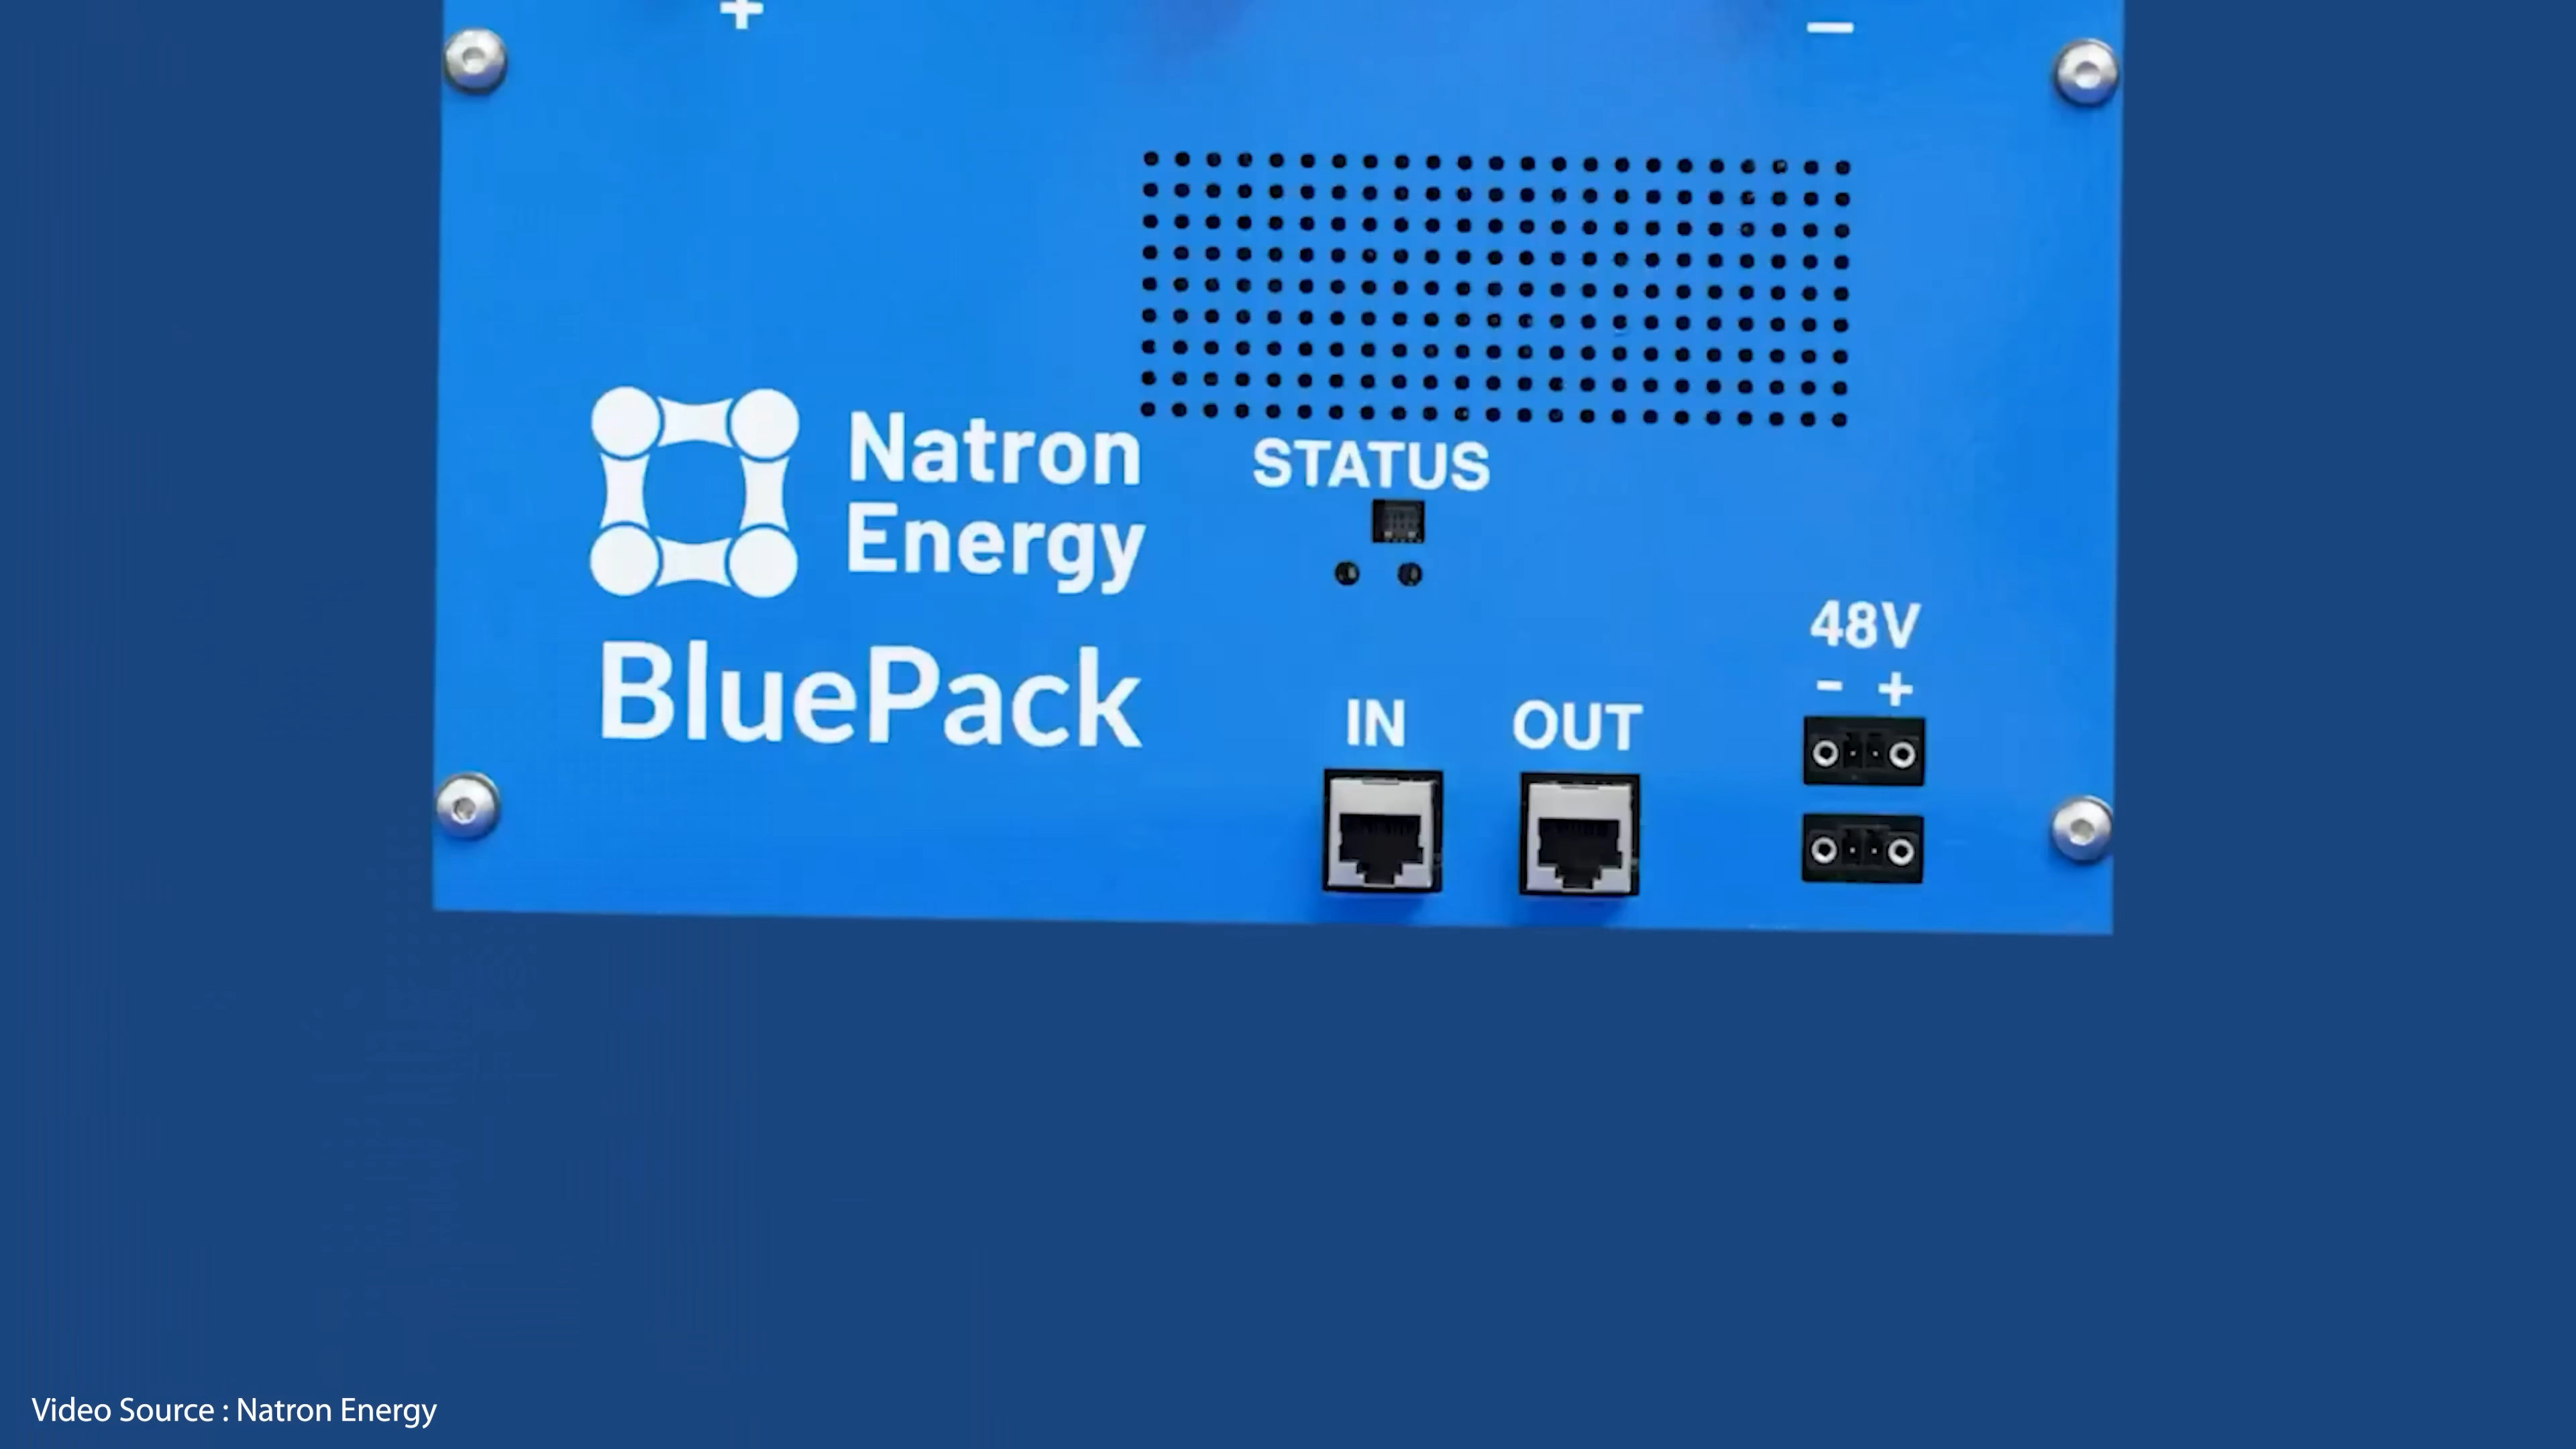 + −
STATUS
Natron
Energy
BluePack
48V
− +
IN OUT
Video Source : Natron Energy